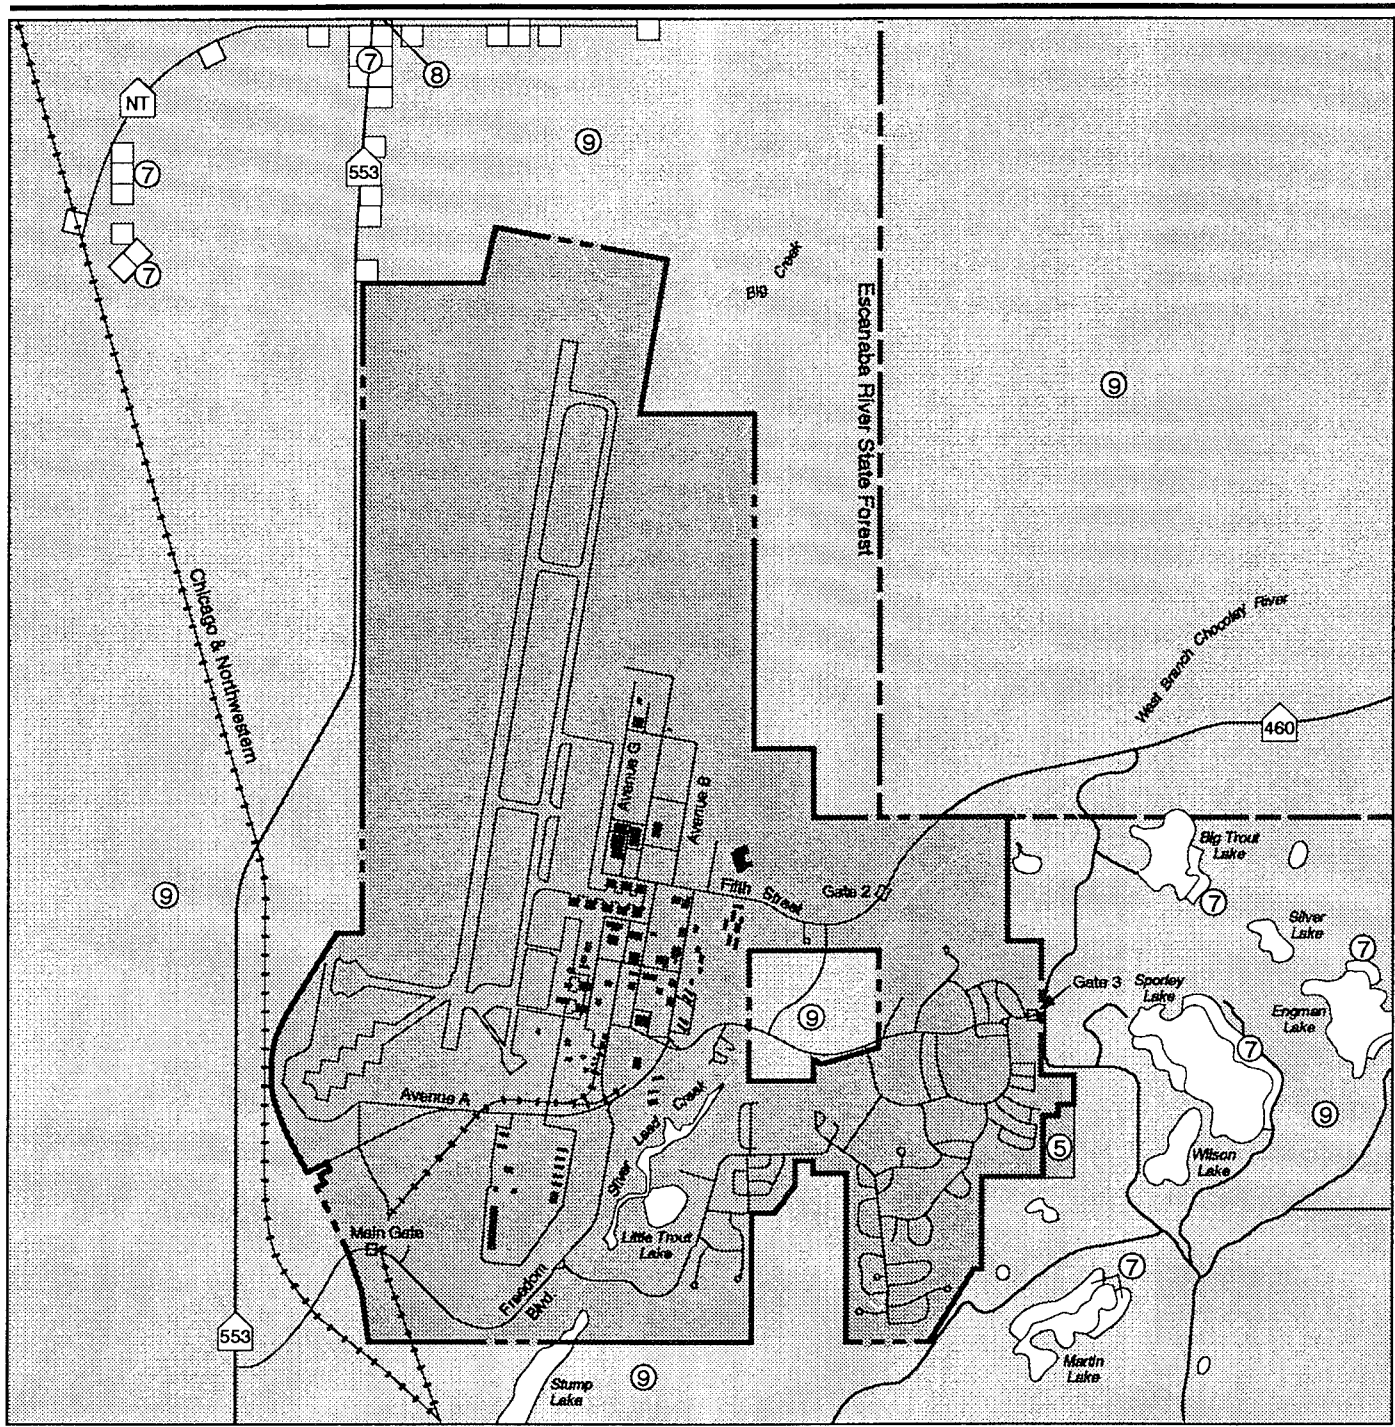 7
8
NT
9
7
553
7
Big Creek
Escanaba River State Forest
9
Chicago & Northwestern
West Branch Chocolay River
460
Avenue G
Avenue B
Big Trout
Lake
Fifth Street
Gate 2
7
9
Silver
Lake
7
Gate 3
Sporley
Lake
Engman
Lake
9
7
Avenue A
Silver Lead Creek
9
5
Wilson
Lake
Main Gate
Little Trout
Lake
7
Freedom
Blvd.
553
Martin
Lake
9
Stump
Lake